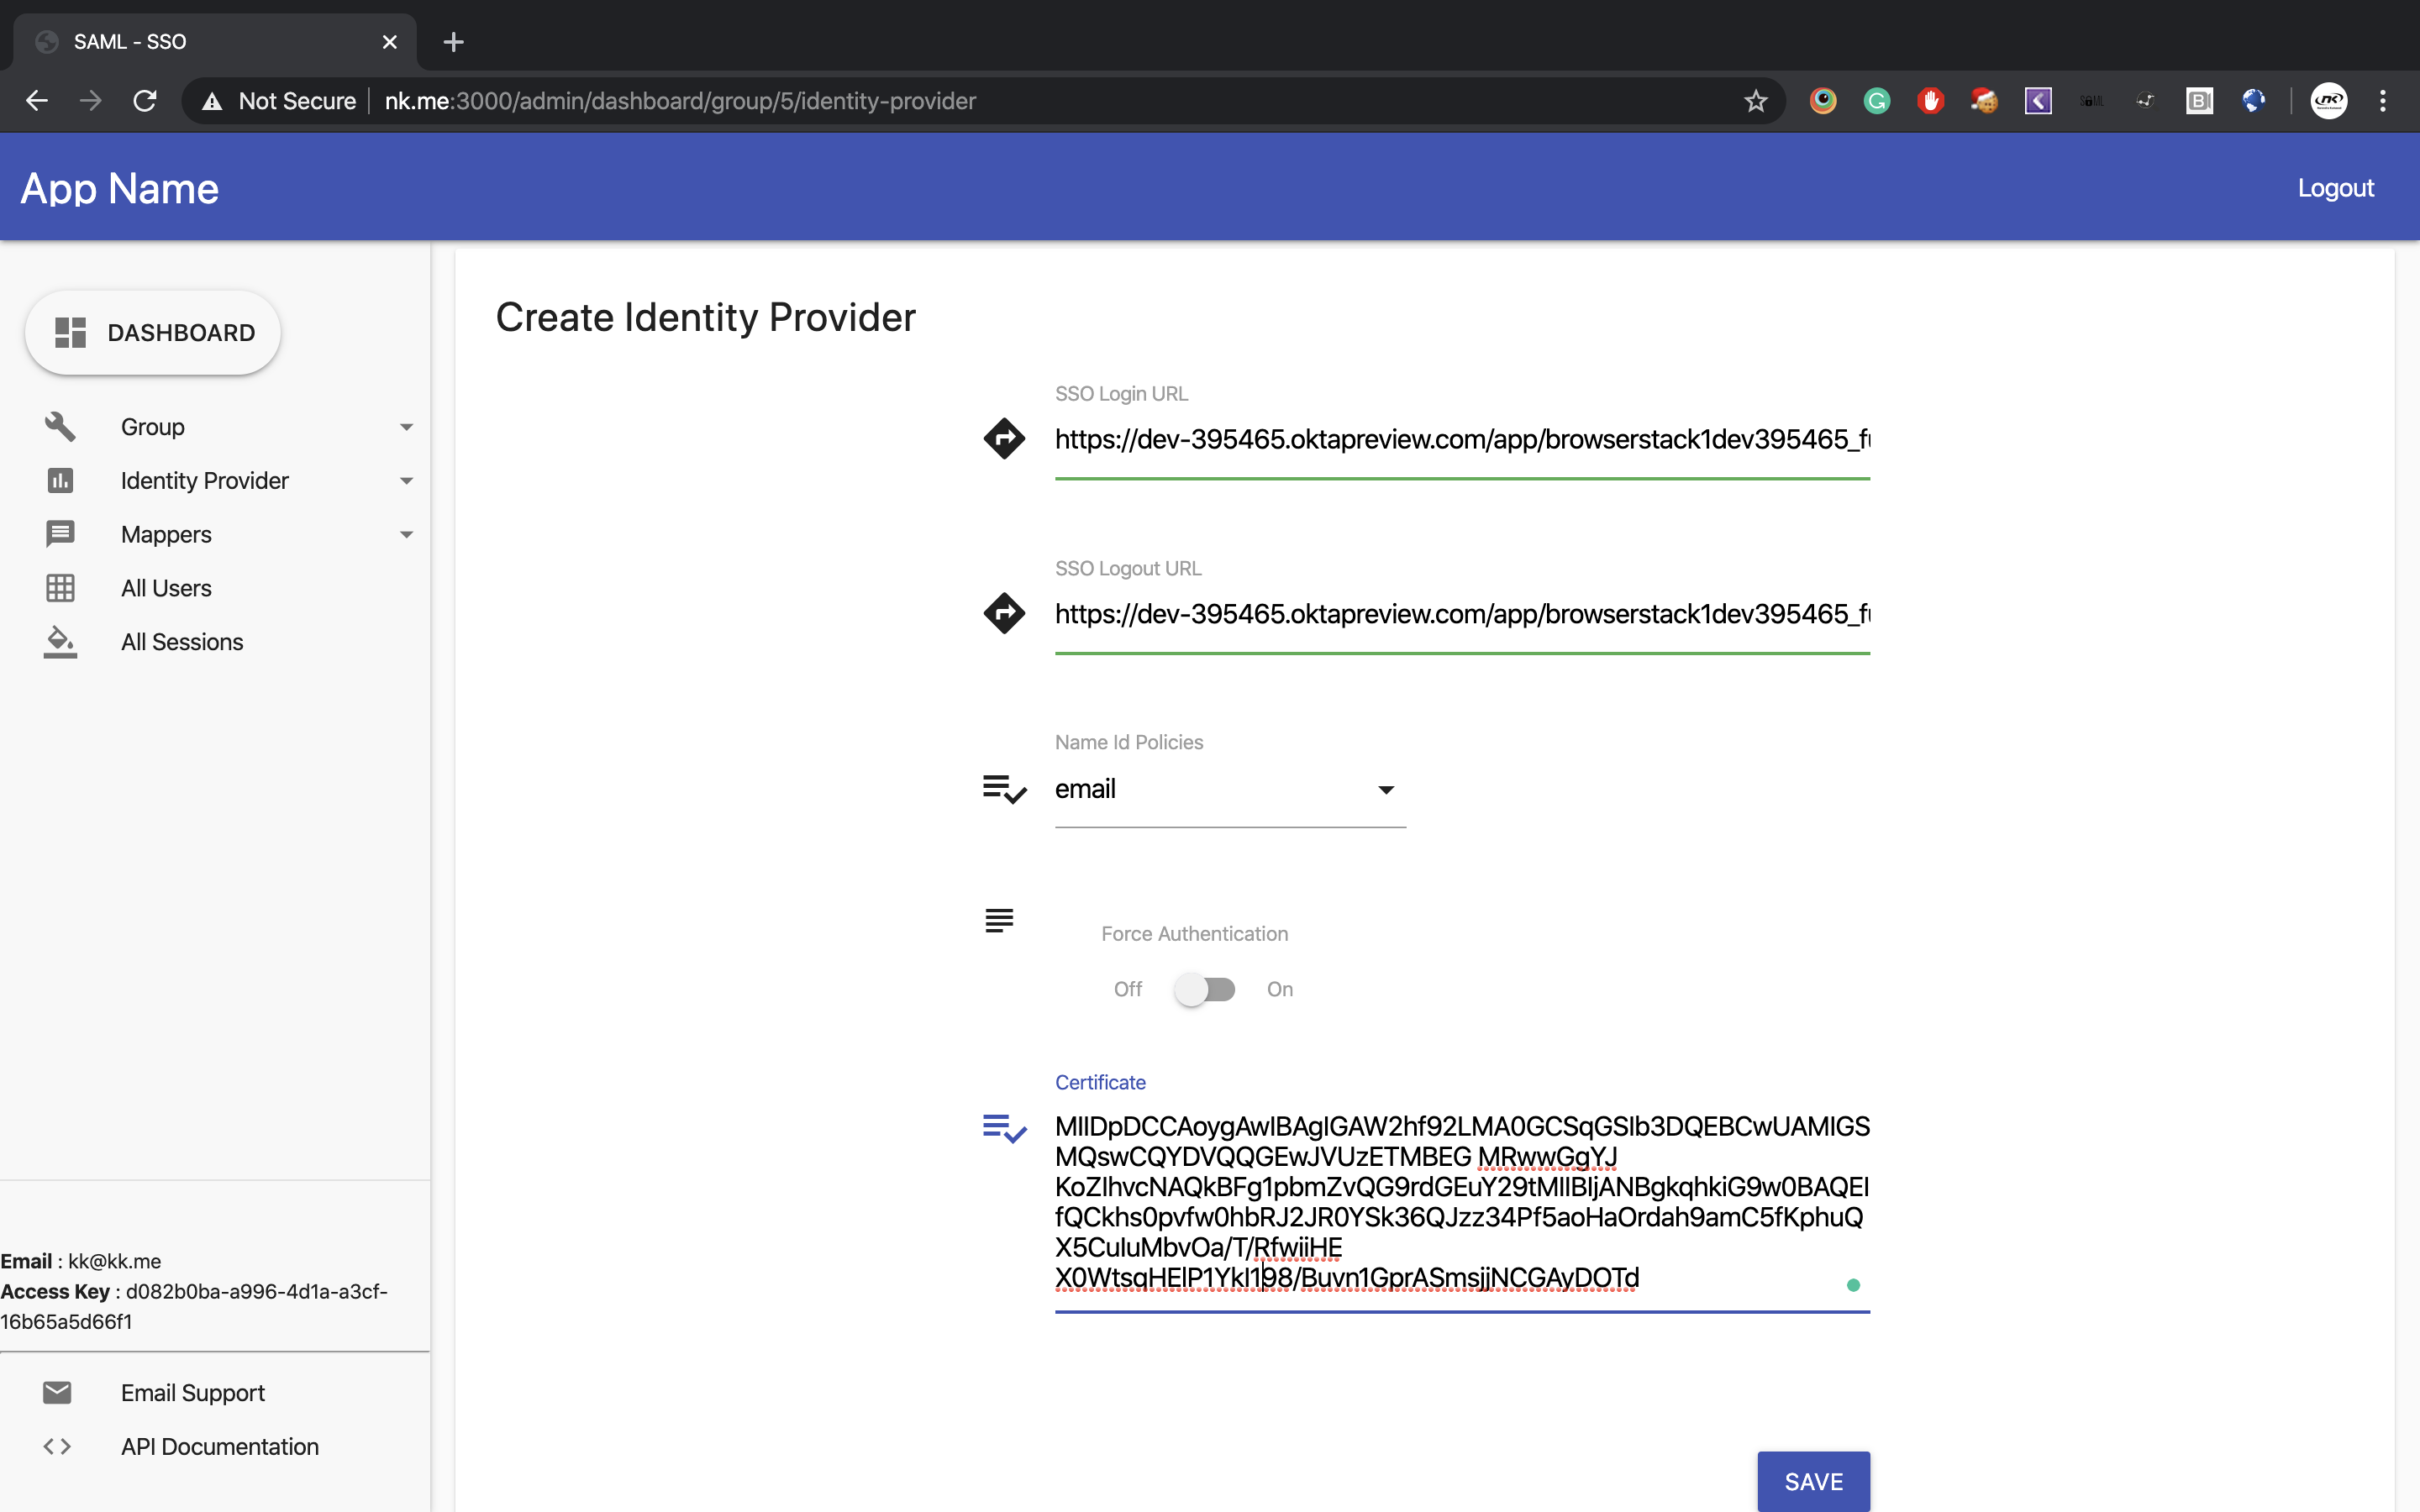 SAML - SSO
Not Secure
nk.me:3000/admin/dashboard/group/5/identity-provider
App Name
Logout
DASHBOARD
Group
Identity Provider
Mappers
All Users
All Sessions
Email : kk@kk.me
Access Key : d082b0ba-a996-4d1a-a3cf-
16b65a5d66f1
Email Support
API Documentation
Create Identity Provider
SSO Login URL
https://dev-395465.oktapreview.com/app/browserstack1dev395465_fu
SSO Logout URL
https://dev-395465.oktapreview.com/app/browserstack1dev395465_fu
Name Id Policies
email
Force Authentication
Off
On
Certificate
MIIDpDCCAoygAwIBAgIGAW2hf92LMA0GCSqGSIb3DQEBCwUAMIGS
MQswCQYDVQQGEwJVUzETMBEG MRwwGgYJ
KoZIhvcNAQkBFg1pbmZvQG9rdGEuY29tMIIBIjANBgkqhkiG9w0BAQEI
fQCkhs0pvfw0hbRJ2JR0YSk36QJzz34Pf5aoHaOrdah9amC5fKphuQ
X5CuIuMbvOa/T/RfwiiHE
X0WtsqHElP1YkI198/Buvn1GprASmsjjNCGAyDOTd
SAVE